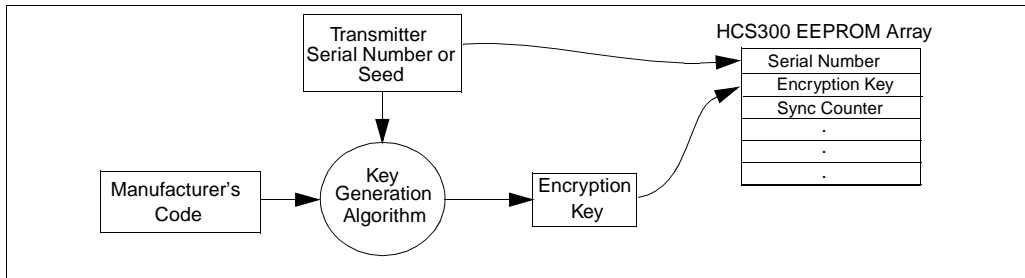 Transmitter
Serial Number or
Seed
HCS300 EEPROM Array
Serial Number
Encryption Key
Sync Counter
.
.
.
Manufacturer's
Code
Key
Generation
Algorithm
Encryption
Key